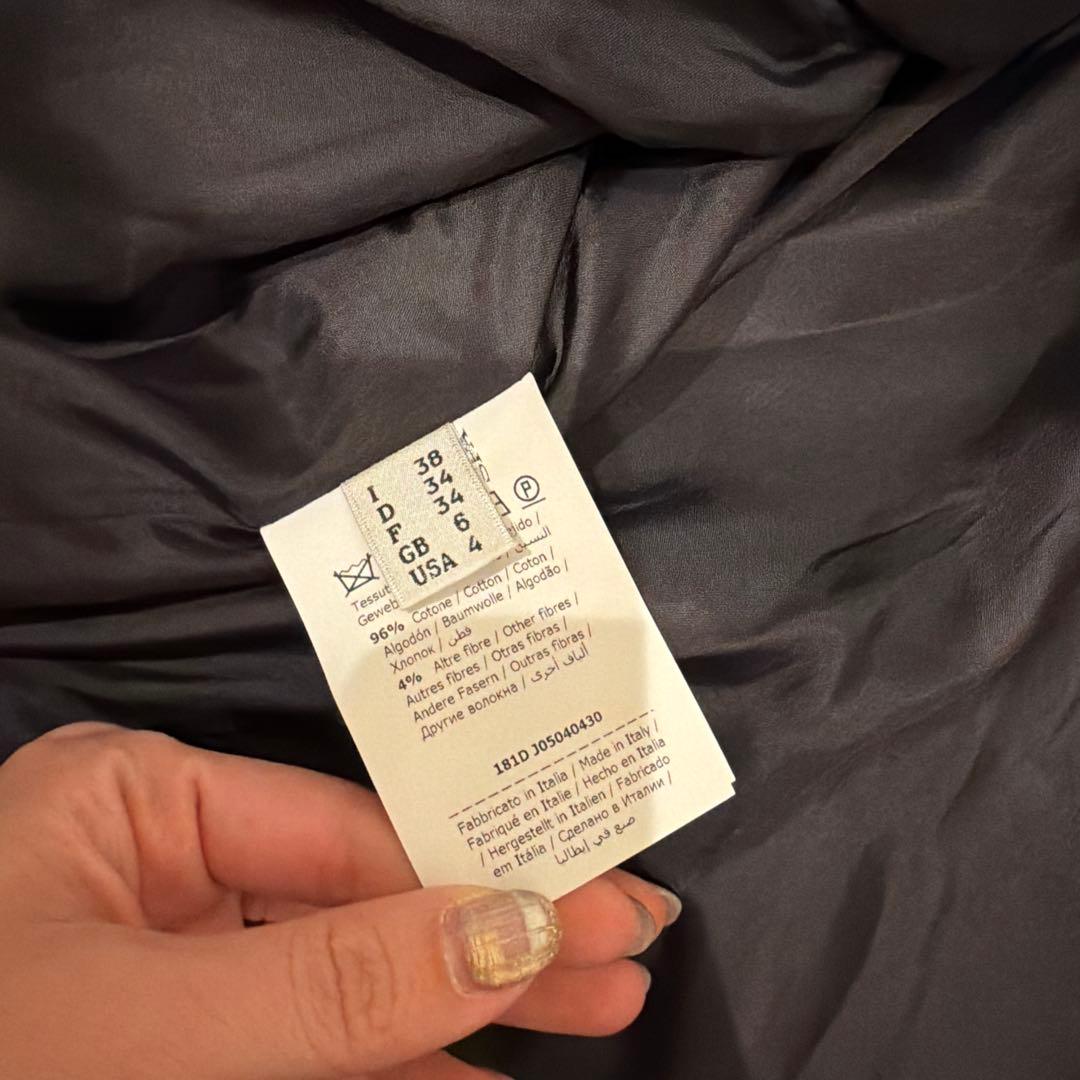 I 38
D 34
F 34
GB 6
USA 4
P
96% Cotone / Cotton / Coton /
Algodón / Baumwolle / Algodão /
Хлопок / قطن
4% Altre fibre / Other fibres /
Autres fibres / Otras fibras /
Andere Fasern / Outras fibras /
Другие волокна / ألياف أخرى
181D J05040430
Fabbricato in Italia / Made in Italy /
Fabriqué en Italie / Hecho en Italia
/ Hergestellt in Italien / Fabricado
em Itália / Сделано в Италии /
صنع في إيطاليا